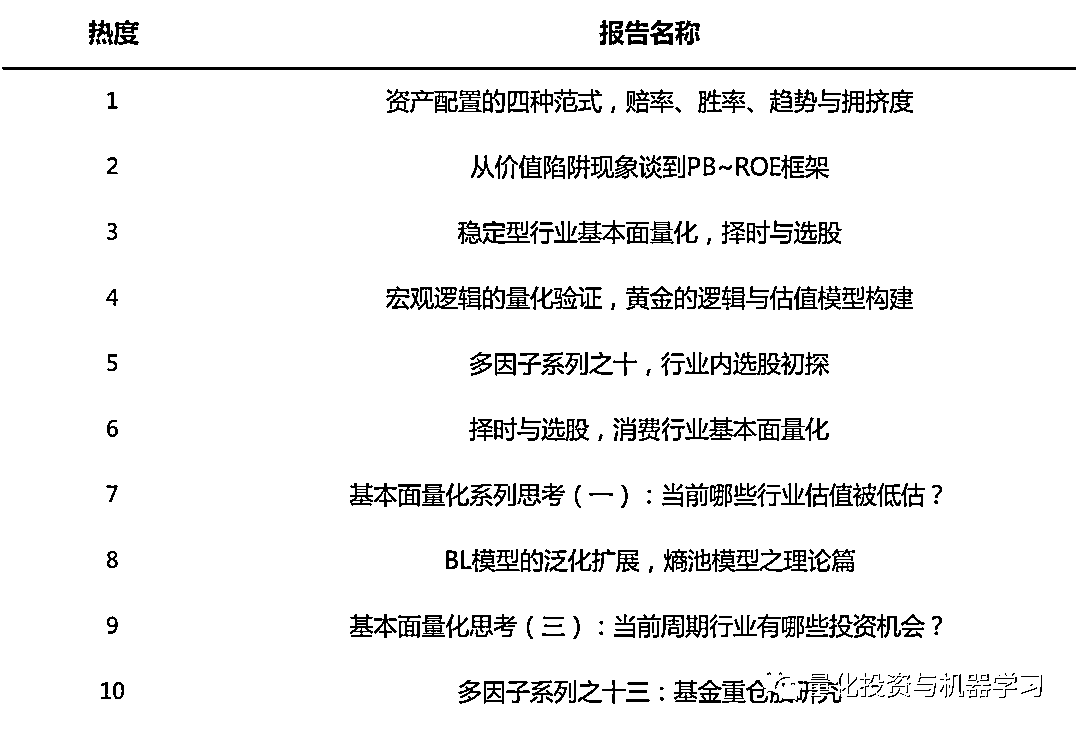 热度 报告名称
1 资产配置的四种范式，赔率、胜率、趋势与拥挤度
2 从价值陷阱现象谈到PB~ROE框架
3 稳定型行业基本面量化，择时与选股
4 宏观逻辑的量化验证，黄金的逻辑与估值模型构建
5 多因子系列之十，行业内选股初探
6 择时与选股，消费行业基本面量化
7 基本面量化系列思考（一）：当前哪些行业估值被低估？
8 BL模型的泛化扩展，熵池模型之理论篇
9 基本面量化思考（三）：当前周期行业有哪些投资机会？
10 多因子系列之十三：基金重仓股研究
量化投资与机器学习